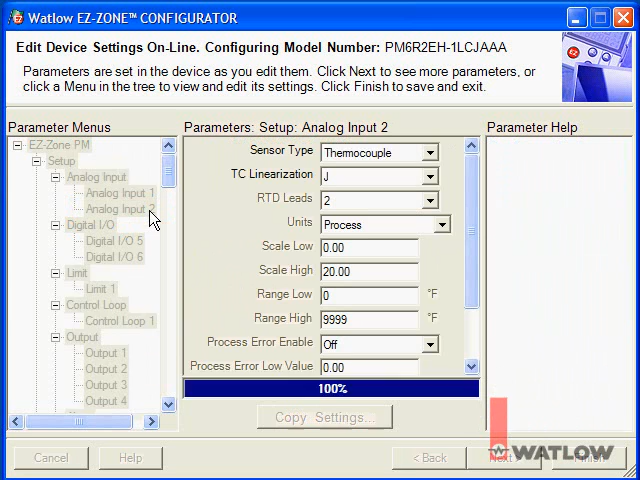 Watlow EZ-ZONE™ CONFIGURATOR
Edit Device Settings On-Line. Configuring Model Number: PM6R2EH-1LCJAAA
Parameters are set in the device as you edit them. Click Next to see more parameters, or
click a Menu in the tree to view and edit its settings. Click Finish to save and exit.
Parameter Menus
EZ-Zone PM
Setup
Analog Input
Analog Input 1
Analog Input 2
Digital I/O
Digital I/O 5
Digital I/O 6
Limit
Limit 1
Control Loop
Control Loop 1
Output
Output 1
Output 2
Output 3
Output 4
Parameters: Setup: Analog Input 2
Sensor Type Thermocouple
TC Linearization J
RTD Leads 2
Units Process
Scale Low 0.00
Scale High 20.00
Range Low 0 °F
Range High 9999 °F
Process Error Enable Off
Process Error Low Value 0.00
100%
Copy Settings...
Parameter Help
Cancel
Help
< Back
Next >
Finish
WATLOW